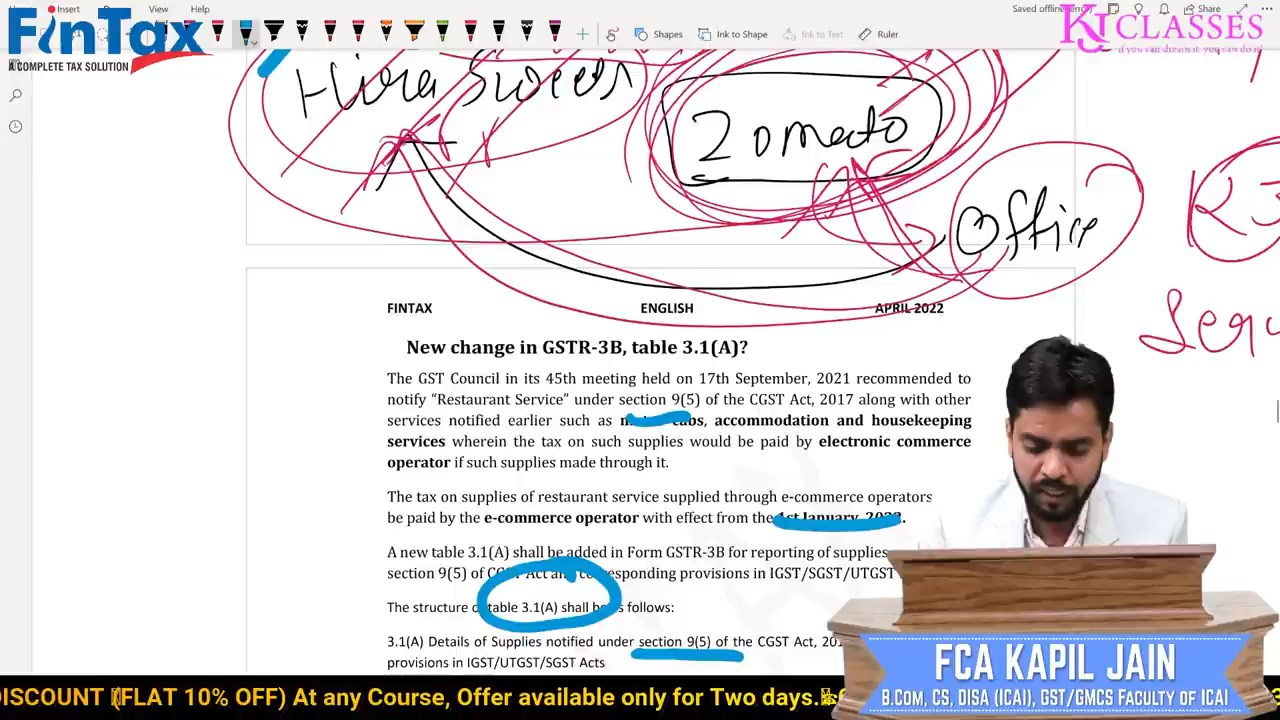 Insert
View
Help
Saved offline
Share
FinTax
A COMPLETE TAX SOLUTION
Shapes
Ink to Shape
Ink to Text
Ruler
KJ CLASSES
if you can dream it, you can do it!
Hira Sweets
Zomato
Office
FINTAX ENGLISH APRIL 2022
New change in GSTR-3B, table 3.1(A)?
The GST Council in its 45th meeting held on 17th September, 2021 recommended to
notify “Restaurant Service” under section 9(5) of the CGST Act, 2017 along with other
services notified earlier such as cabs, accommodation and housekeeping
services wherein the tax on such supplies would be paid by electronic commerce
operator if such supplies made through it.
The tax on supplies of restaurant service supplied through e-commerce operators
be paid by the e-commerce operator with effect from the 1st January,
A new table 3.1(A) shall be added in Form GSTR-3B for reporting of supplies
section 9(5) of CGST Act and corresponding provisions in IGST/SGST/UTGST
The structure table 3.1(A) shall follows:
3.1(A) Details of Supplies notified under section 9(5) of the CGST Act,
provisions in IGST/UTGST/SGST Acts
FCA KAPIL JAIN
B.COM, CS, DISA (ICAI), GST/GMCS FACULTY OF ICAI
DISCOUNT (FLAT 10% OFF) At any Course, Offer available only for Two days.